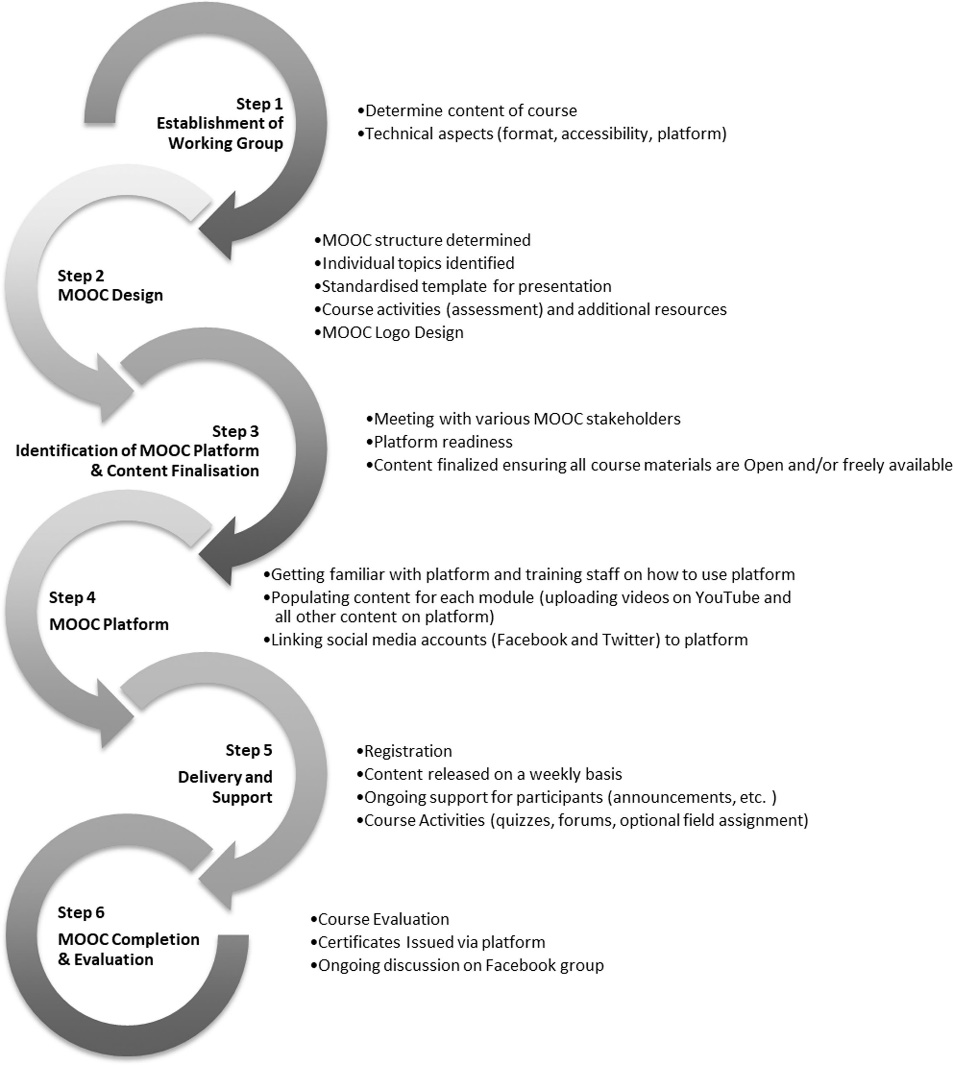 Step 1
Establishment of
Working Group
•Determine content of course
•Technical aspects (format, accessibility, platform)
Step 2
MOOC Design
•MOOC structure determined
•Individual topics identified
•Standardised template for presentation
•Course activities (assessment) and additional resources
•MOOC Logo Design
Step 3
Identification of MOOC Platform
& Content Finalisation
•Meeting with various MOOC stakeholders
•Platform readiness
•Content finalized ensuring all course materials are Open and/or freely available
Step 4
MOOC Platform
•Getting familiar with platform and training staff on how to use platform
•Populating content for each module (uploading videos on YouTube and
all other content on platform)
•Linking social media accounts (Facebook and Twitter) to platform
Step 5
Delivery and
Support
•Registration
•Content released on a weekly basis
•Ongoing support for participants (announcements, etc. )
•Course Activities (quizzes, forums, optional field assignment)
Step 6
MOOC Completion
& Evaluation
•Course Evaluation
•Certificates Issued via platform
•Ongoing discussion on Facebook group